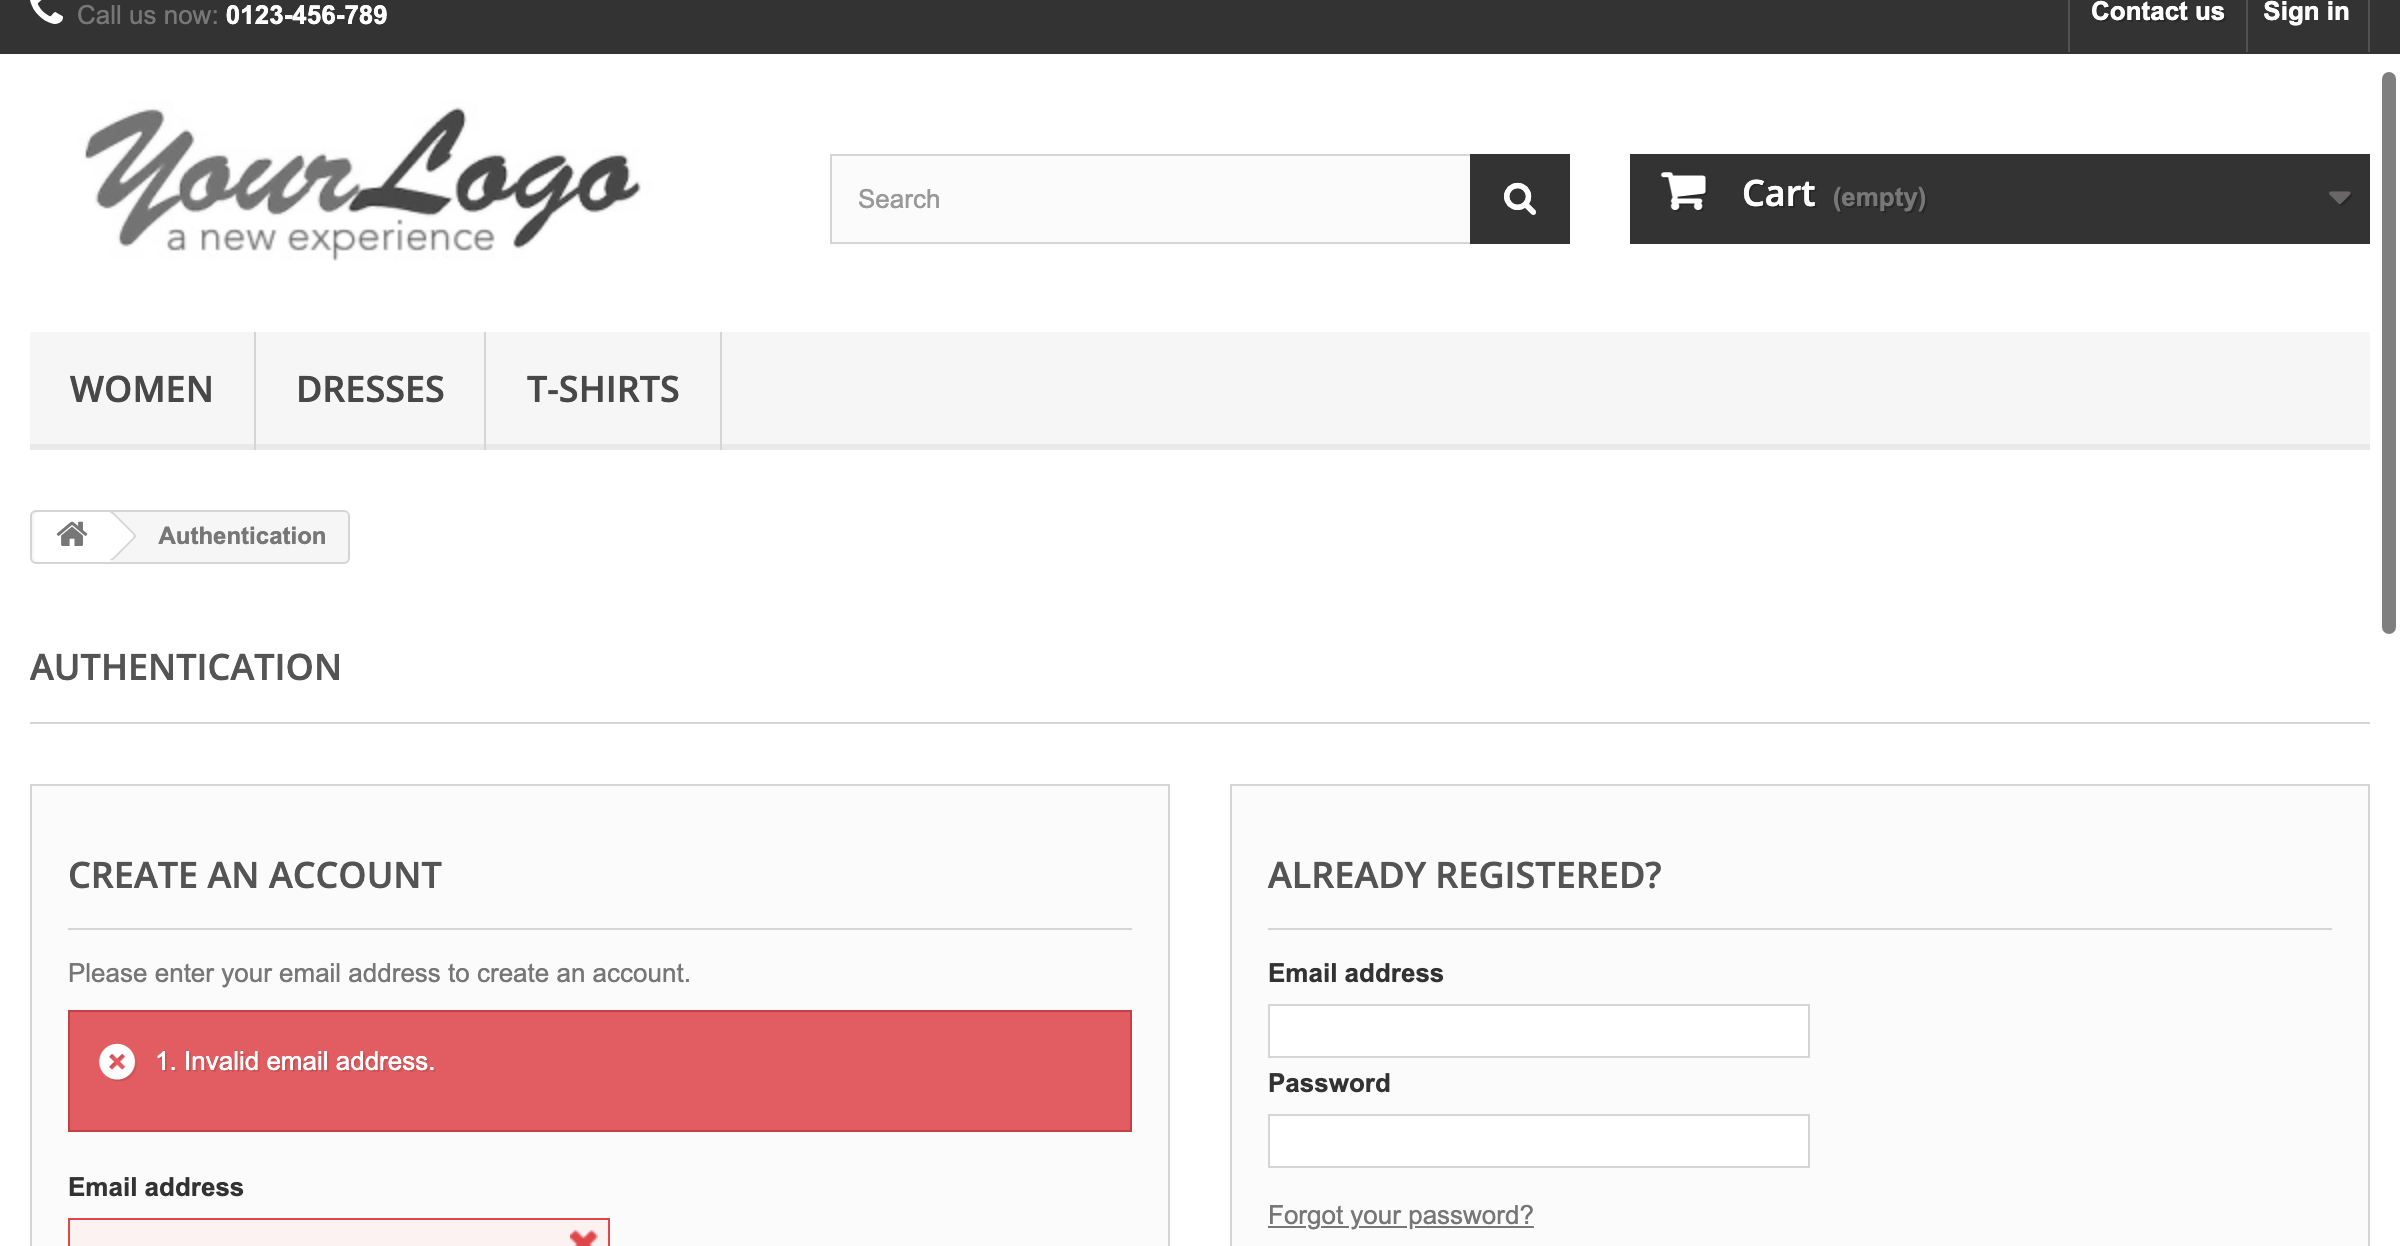 Call us now: 0123-456-789
Contact us
Sign in
YourLogo
a new experience
Search
Cart (empty)
WOMEN
DRESSES
T-SHIRTS
Authentication
AUTHENTICATION
CREATE AN ACCOUNT
Please enter your email address to create an account.
1. Invalid email address.
Email address
ALREADY REGISTERED?
Email address
Password
Forgot your password?